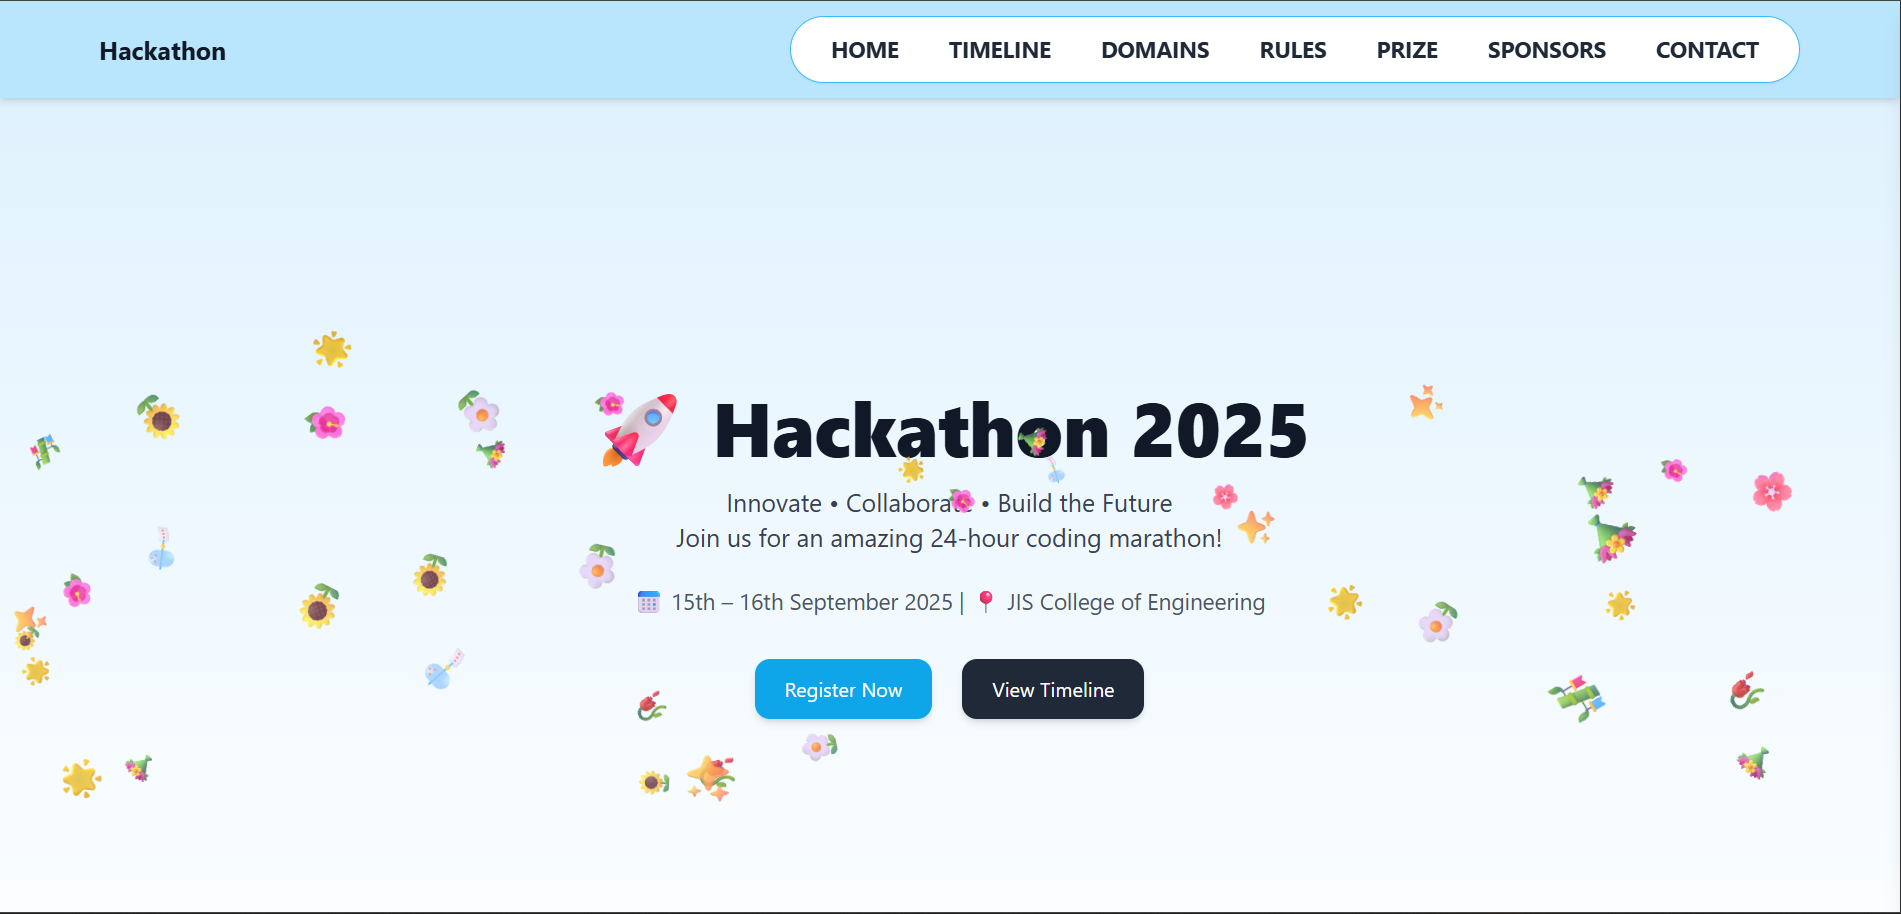 Hackathon
HOME TIMELINE DOMAINS RULES PRIZE SPONSORS CONTACT
Hackathon 2025
Innovate • Collaborate • Build the Future
Join us for an amazing 24-hour coding marathon!
15th – 16th September 2025 | JIS College of Engineering
Register Now View Timeline